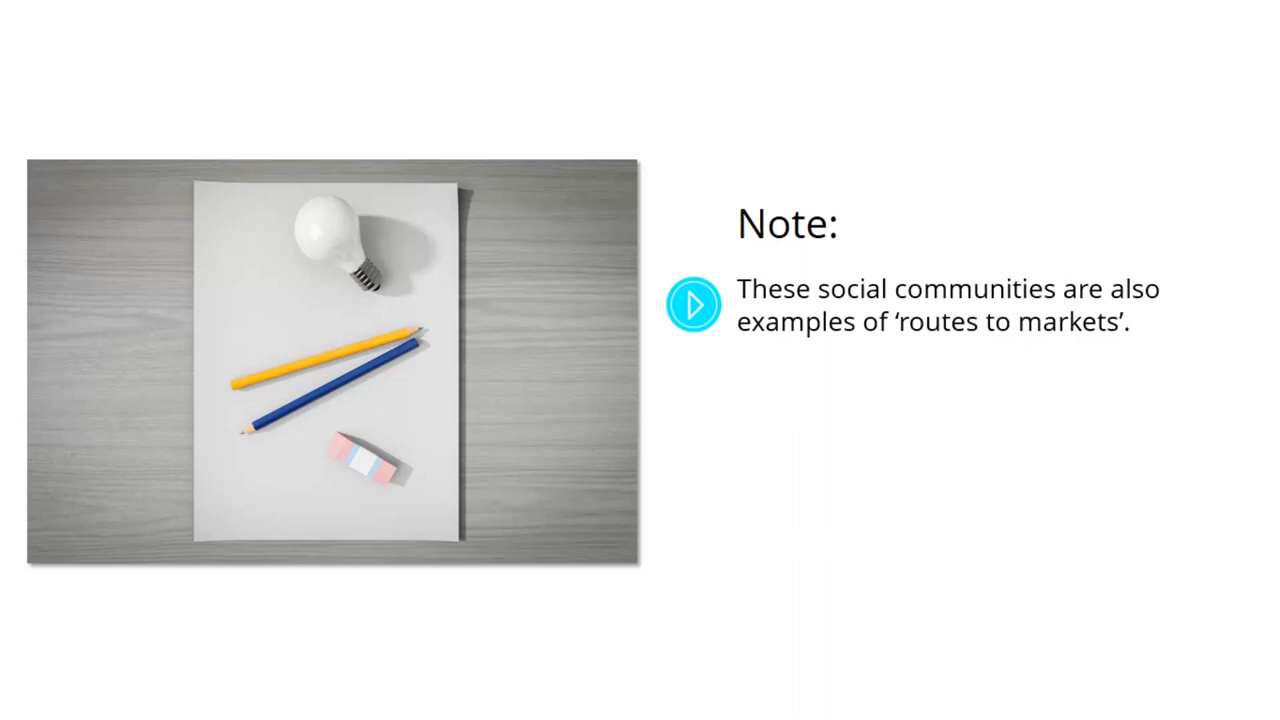 Note:
These social communities are also
examples of ‘routes to markets’.